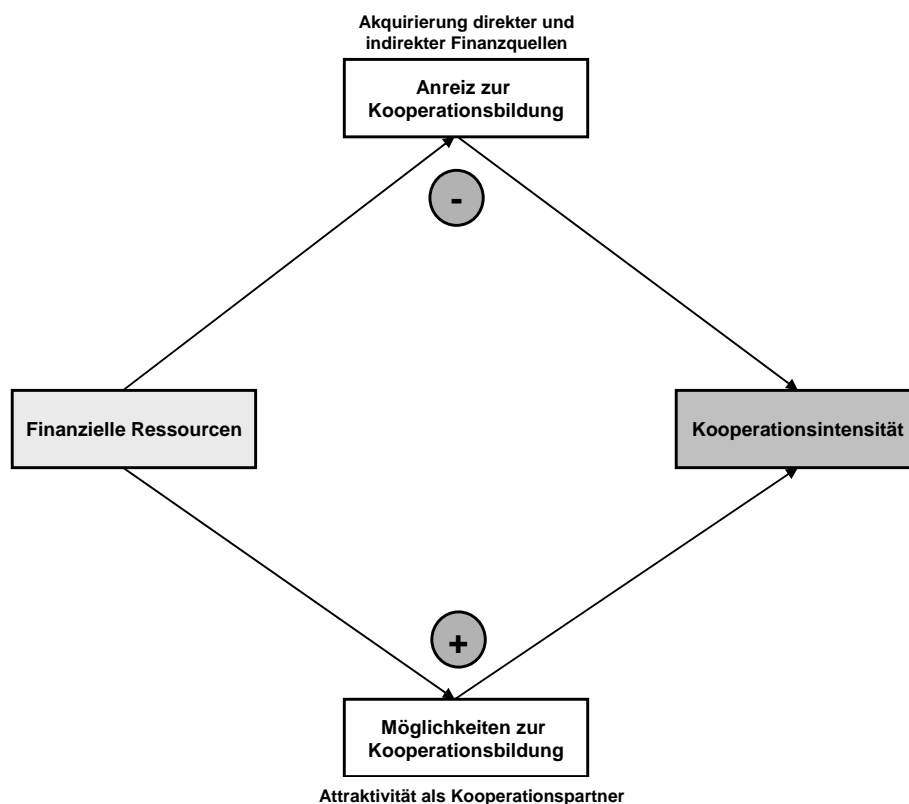 Akquirierung direkter und
indirekter Finanzquellen
Anreiz zur
Kooperationsbildung
-
Finanzielle Ressourcen
Kooperationsintensität
+
Möglichkeiten zur
Kooperationsbildung
Attraktivität als Kooperationspartner